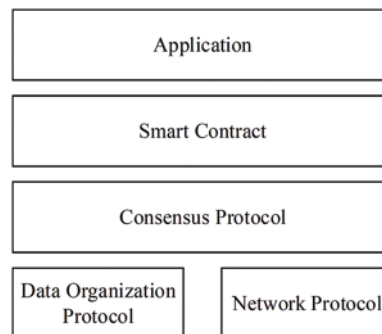 Application
Smart Contract
Consensus Protocol
Data Organization
Protocol
Network Protocol